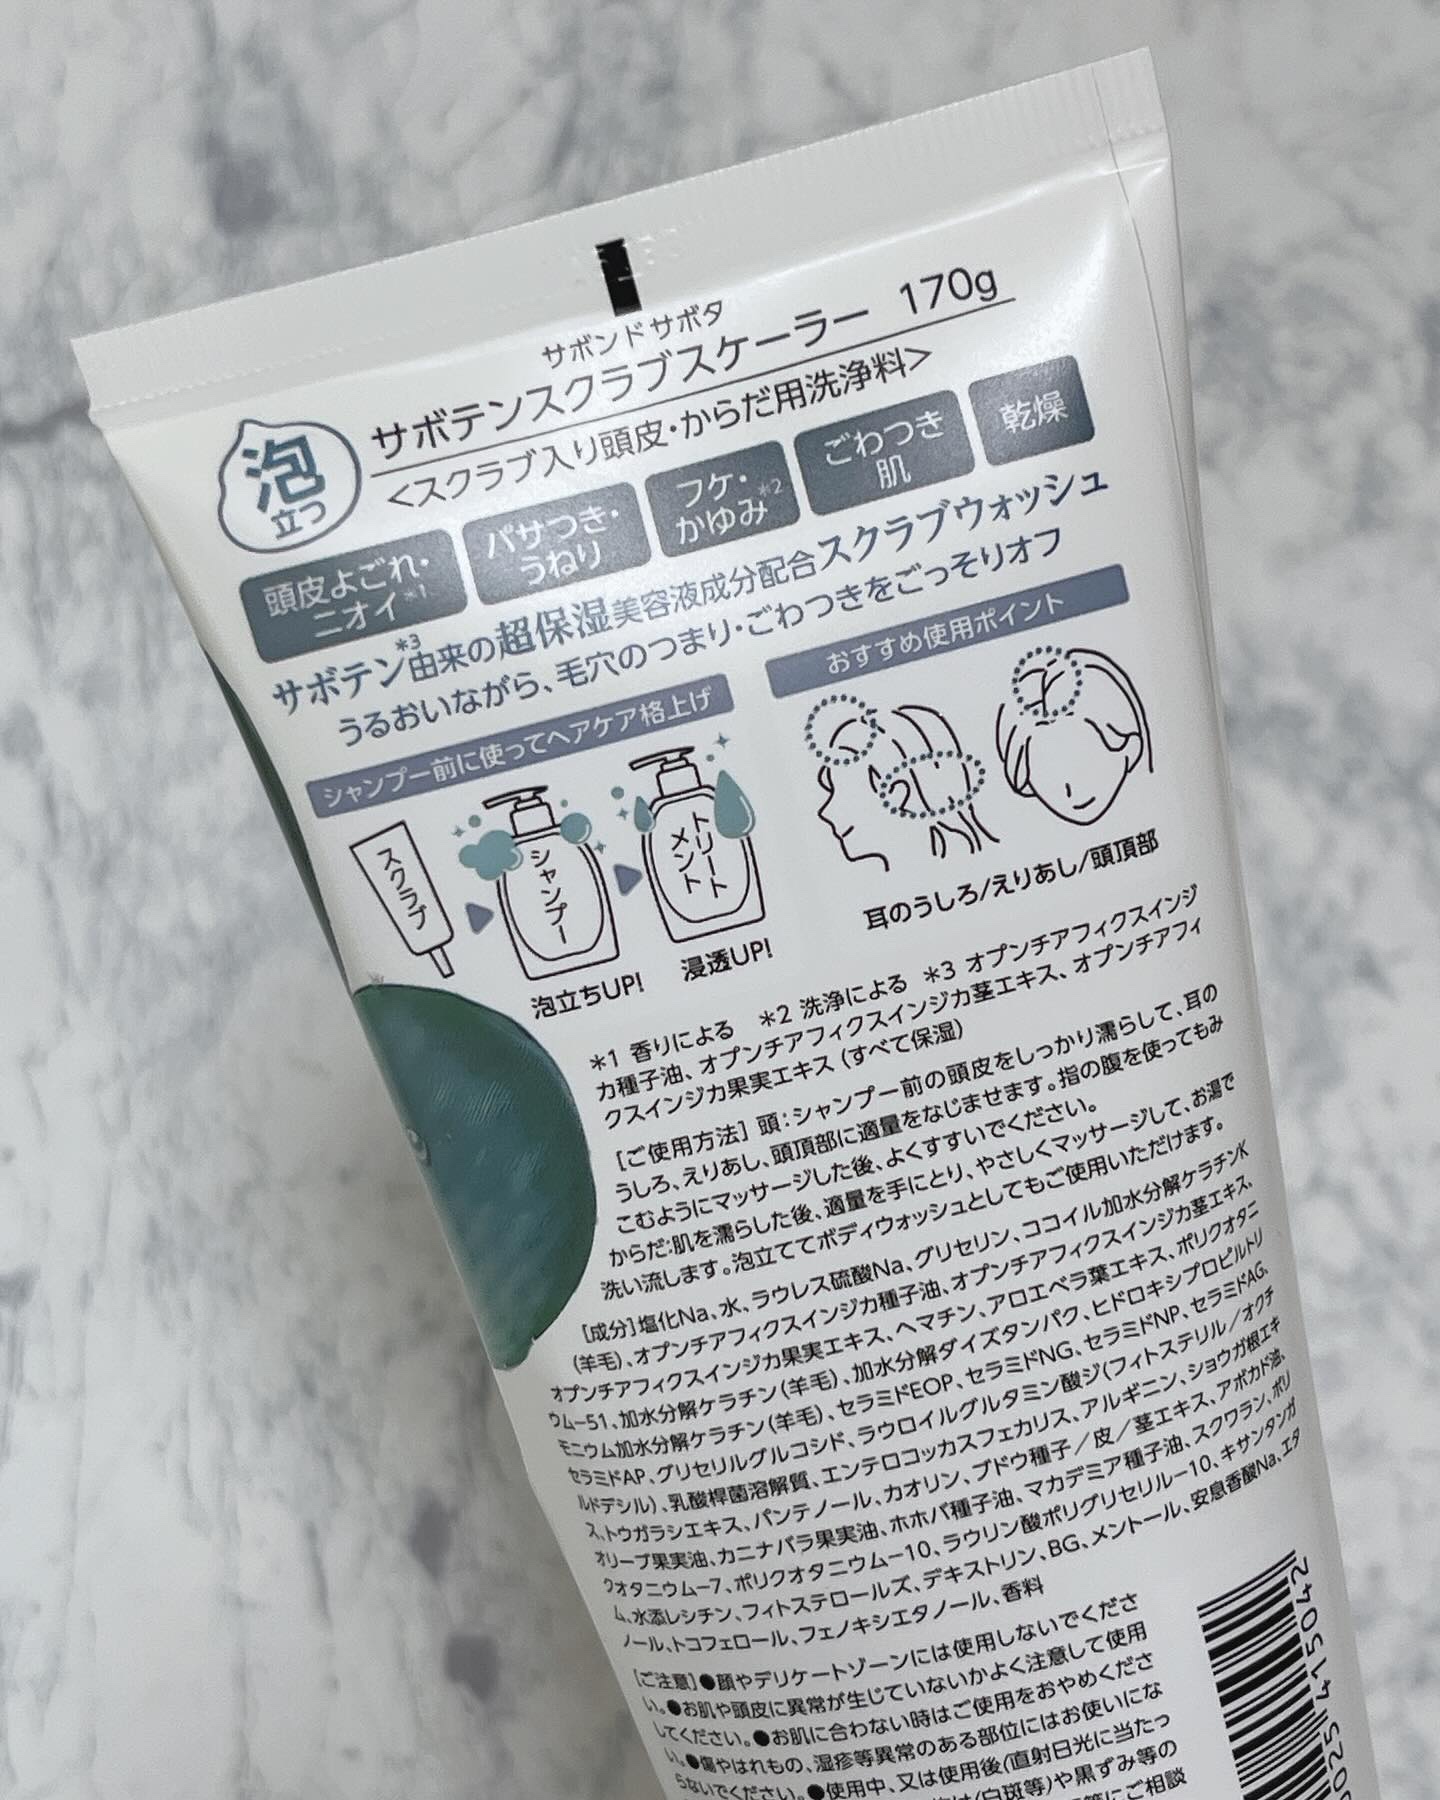 サボンドサボタ
サボテンスクラブスケーラー 170g
<スクラブ入り頭皮・からだ用洗浄料>
泡
立つ
頭皮よごれ・
ニオイ*1
パサつき・
うねり
フケ・
かゆみ*2
ごわつき
肌
乾燥
サボテン*3由来の超保湿美容液成分配合スクラブウォッシュ
うるおいながら、毛穴のつまり・ごわつきをごっそりオフ
シャンプー前に使ってヘアケア格上げ
スクラブ
シャンプー
トリート
メント
泡立ちUP!
浸透UP!
おすすめ使用ポイント
耳のうしろ/えりあし/頭頂部
*1 香りによる *2 洗浄による *3 オプンチアフィクスインジ
カ種子油、オプンチアフィクスインジカ茎エキス、オプンチアフィ
クスインジカ果実エキス(すべて保湿)
[ご使用方法] 頭:シャンプー前の頭皮をしっかり濡らして、耳の
うしろ、えりあし、頭頂部に適量をなじませます。指の腹を使ってもみ
こむようにマッサージした後、よくすすいでください。
からだ:肌を濡らした後、適量を手にとり、やさしくマッサージして、お湯で
洗い流します。泡立ててボディウォッシュとしてもご使用いただけます。
[成分]塩化Na、水、ラウレス硫酸Na、グリセリン、ココイル加水分解ケラチンK
(羊毛)、オプンチアフィクスインジカ種子油、オプンチアフィクスインジカ茎エキス、
オプンチアフィクスインジカ果実エキス、ヘマチン、アロエベラ葉エキス、ポリクオタニ
ウム-51、加水分解ケラチン(羊毛)、加水分解ダイズタンパク、ヒドロキシプロピルトリ
モニウム加水分解ケラチン(羊毛)、セラミドEOP、セラミドNG、セラミドNP、セラミドAG、
セラミドAP、グリセリルグルコシド、ラウロイルグルタミン酸ジ(フィトステリル/オクチ
ルドデシル)、乳酸桿菌溶解質、エンテロコッカスフェカリス、アルギニン、ショウガ根エキ
ス、トウガラシエキス、パンテノール、カオリン、ブドウ種子/皮/茎エキス、アボカド油、
オリーブ果実油、カニナバラ果実油、ホホバ種子油、マカデミア種子油、スクワラン、ポリ
クオタニウム-7、ポリクオタニウム-10、ラウリン酸ポリグリセリル-10、キサンタンガ
ム、水添レシチン、フィトステロールズ、デキストリン、BG、メントール、安息香酸Na、エタ
ノール、トコフェロール、フェノキシエタノール、香料
[ご注意]●顔やデリケートゾーンには使用しないでくださ
い。●お肌や頭皮に異常が生じていないかよく注意して使用
してください。●お肌に合わない時はご使用をおやめくださ
い。●傷やはれもの、湿疹等異常のある部位にはお使いにな
らないでください。●使用中、又は使用後(直射日光に当たっ
(白斑等)や黒ずみ等の
にご相談